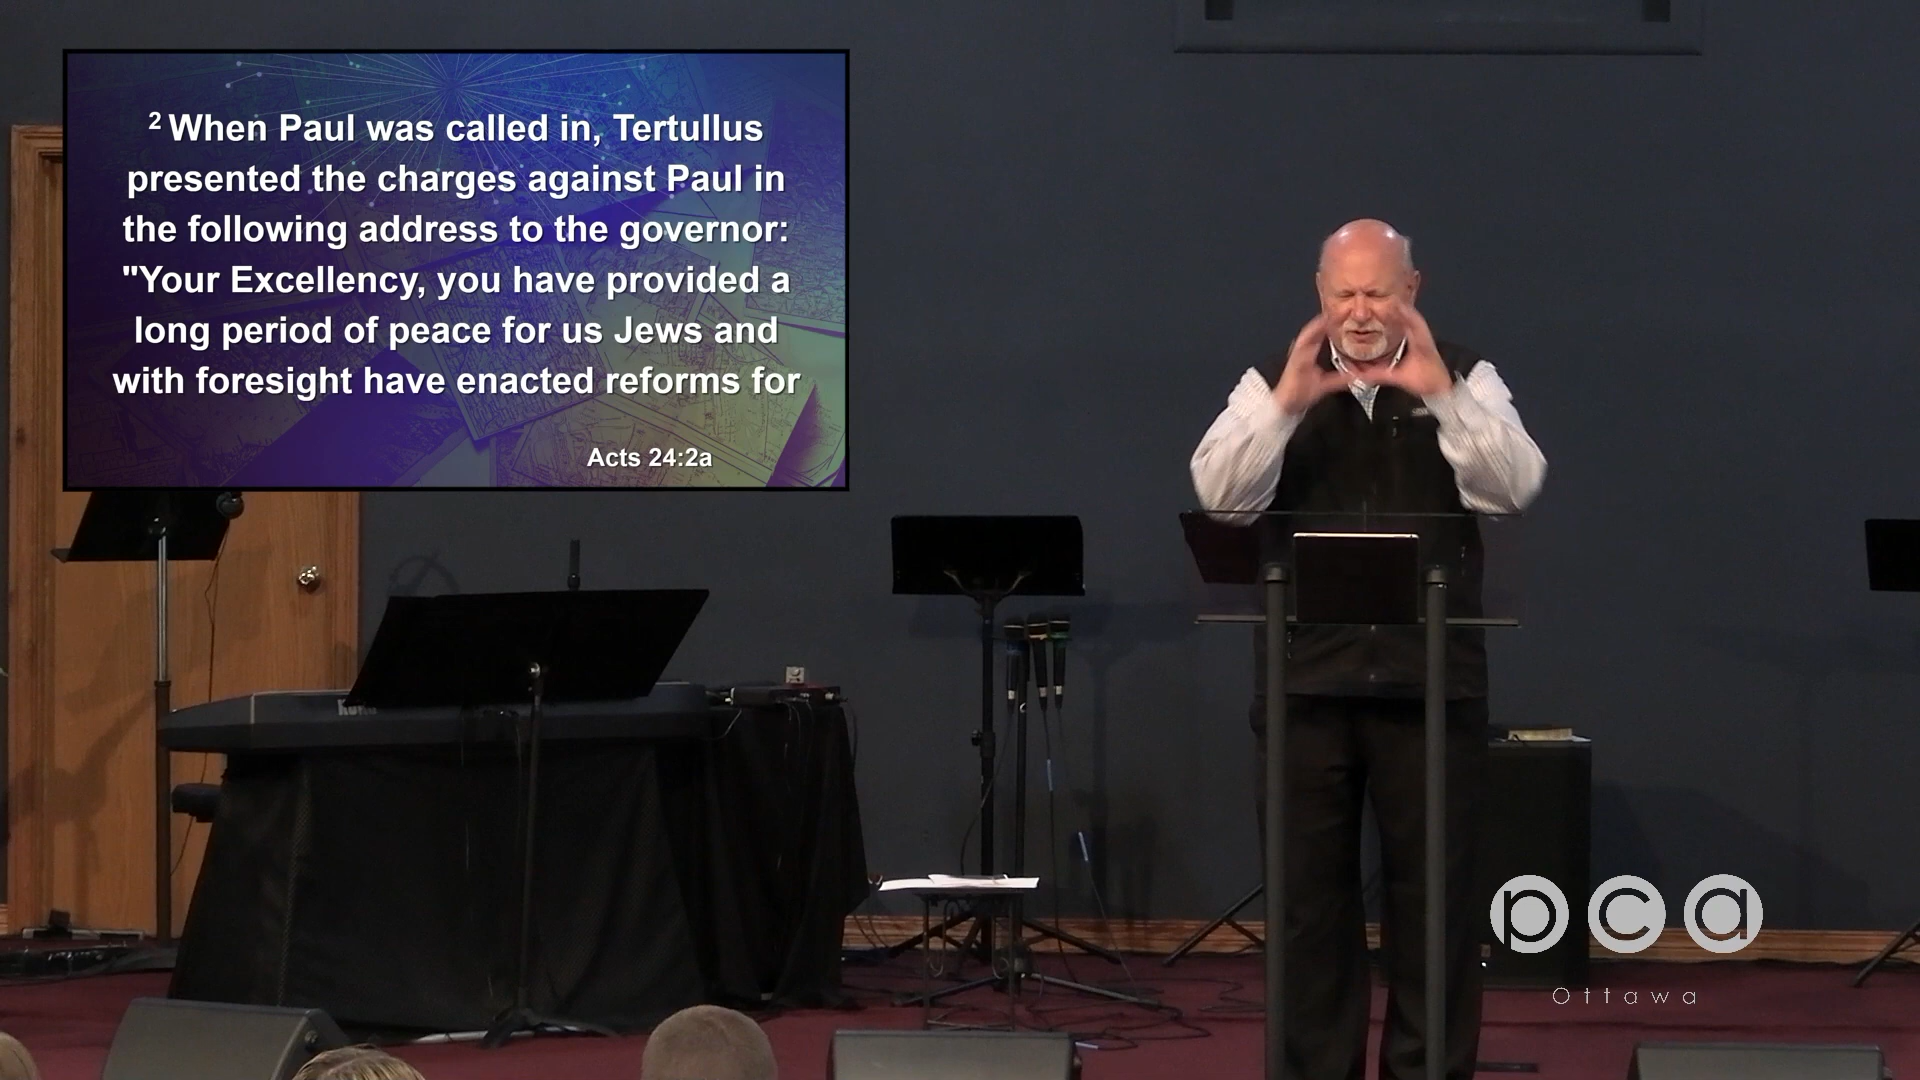 2 When Paul was called in, Tertullus
presented the charges against Paul in
the following address to the governor:
"Your Excellency, you have provided a
long period of peace for us Jews and
with foresight have enacted reforms for
Acts 24:2a
KORG
pca
Ottawa